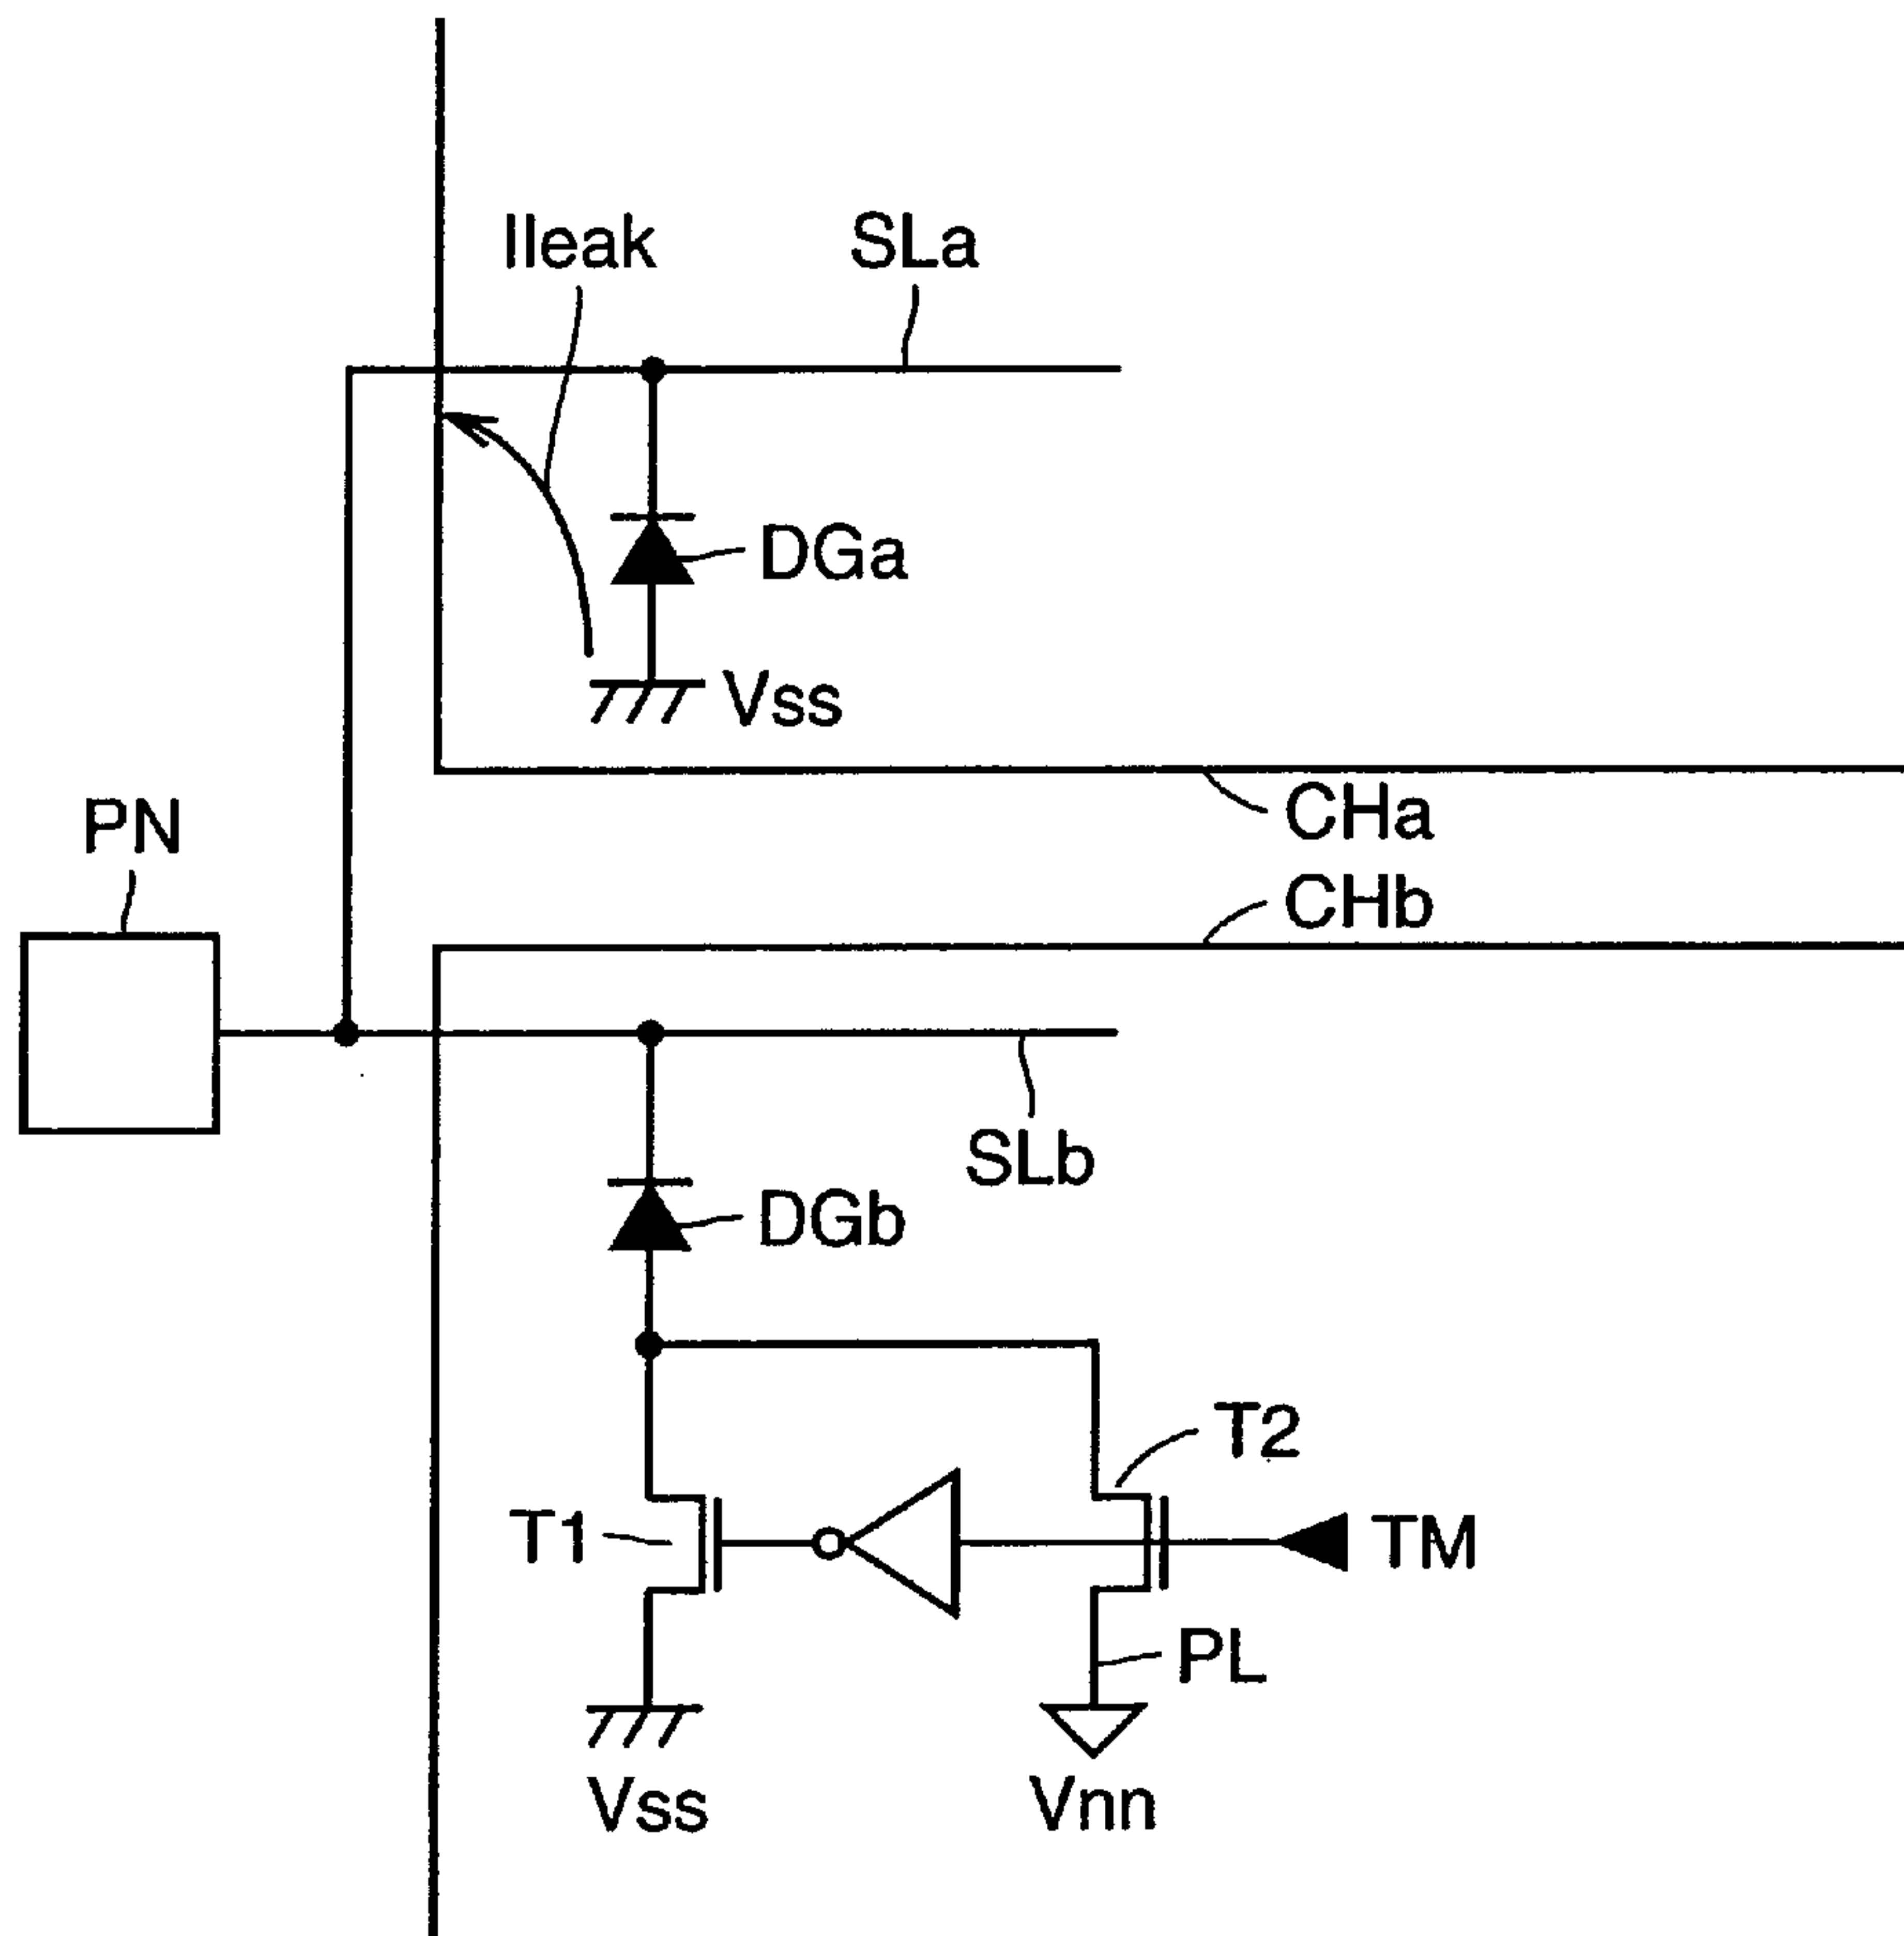 Ileak
SLa
DGa
Vss
PN
CHa
CHb
SLb
DGb
T2
T1
TM
PL
Vss
Vnn